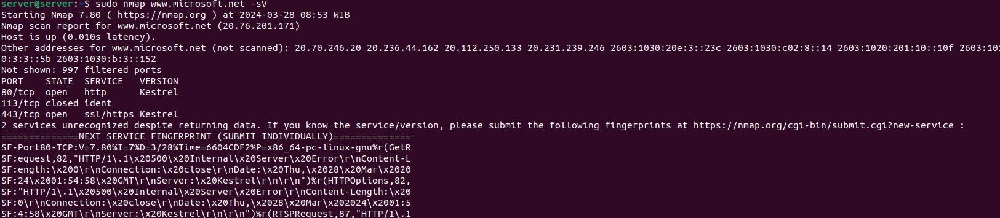 server@server:~$ sudo nmap www.microsoft.net -sV
Starting Nmap 7.80 ( https://nmap.org ) at 2024-03-28 08:53 WIB
Nmap scan report for www.microsoft.net (20.76.201.171)
Host is up (0.010s latency).
Other addresses for www.microsoft.net (not scanned): 20.70.246.20 20.236.44.162 20.112.250.133 20.231.239.246 2603:1030:20e:3::23c 2603:1030:c02:8::14 2603:1020:201:10::10f 2603:101
0:3:3::5b 2603:1030:b:3::152
Not shown: 997 filtered ports
PORT    STATE  SERVICE   VERSION
80/tcp  open   http      Kestrel
113/tcp closed ident
443/tcp open   ssl/https Kestrel
2 services unrecognized despite returning data. If you know the service/version, please submit the following fingerprints at https://nmap.org/cgi-bin/submit.cgi?new-service :
==============NEXT SERVICE FINGERPRINT (SUBMIT INDIVIDUALLY)==============
SF-Port80-TCP:V=7.80%I=7%D=3/28%Time=6604CDF2%P=x86_64-pc-linux-gnu%r(GetR
SF:equest,82,"HTTP/1\.1\x20500\x20Internal\x20Server\x20Error\r\nContent-L
SF:ength:\x200\r\nConnection:\x20close\r\nDate:\x20Thu,\x2028\x20Mar\x2020
SF:24\x2001:54:58\x20GMT\r\nServer:\x20Kestrel\r\n\r\n")%r(HTTPOptions,82,
SF:"HTTP/1\.1\x20500\x20Internal\x20Server\x20Error\r\nContent-Length:\x20
SF:0\r\nConnection:\x20close\r\nDate:\x20Thu,\x2028\x20Mar\x202024\x2001:5
SF:4:58\x20GMT\r\nServer:\x20Kestrel\r\n\r\n")%r(RTSPRequest,87,"HTTP/1\.1